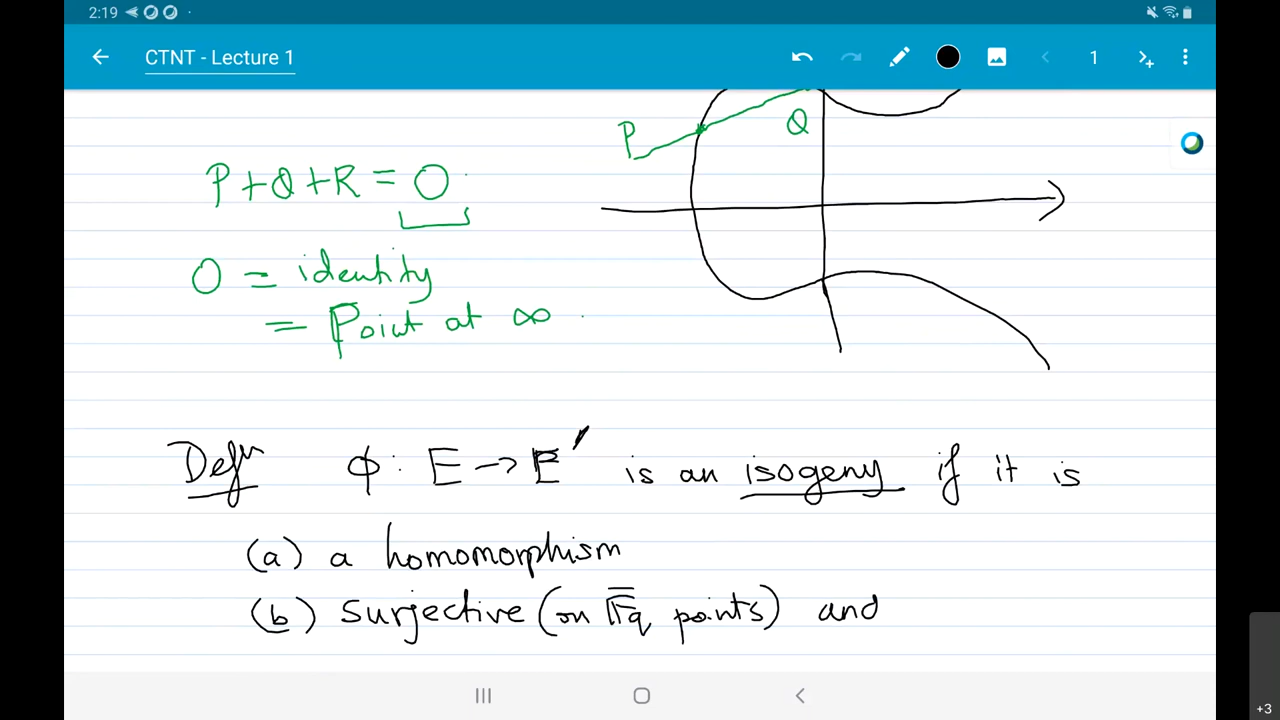 2:19
CTNT - Lecture 1
1
P
Q
P+Q+R = O
O = identity
= Point at ∞
Defn φ: E → E' is an isogeny if it is
(a) a homomorphism
(b) surjective (on F̅q points) and
+3